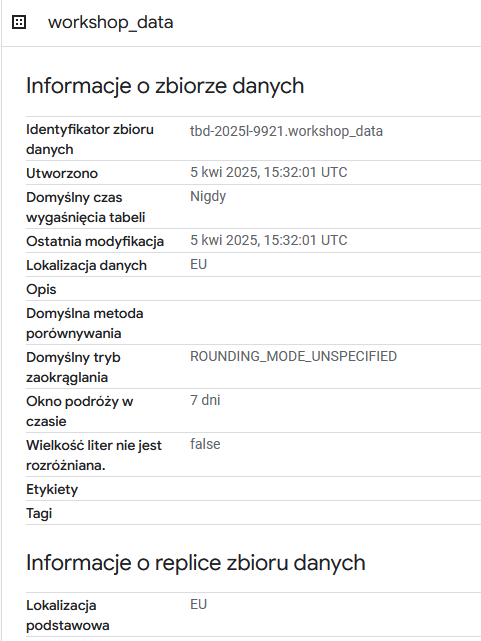 workshop_data
Informacje o zbiorze danych
Identyfikator zbioru
danych
tbd-2025l-9921.workshop_data
Utworzono
5 kwi 2025, 15:32:01 UTC
Domyślny czas
wygaśnięcia tabeli
Nigdy
Ostatnia modyfikacja
5 kwi 2025, 15:32:01 UTC
Lokalizacja danych
EU
Opis
Domyślna metoda
porównywania
Domyślny tryb
zaokrąglania
ROUNDING_MODE_UNSPECIFIED
Okno podróży w
czasie
7 dni
Wielkość liter nie jest
rozróżniana.
false
Etykiety
Tagi
Informacje o replice zbioru danych
Lokalizacja
podstawowa
EU